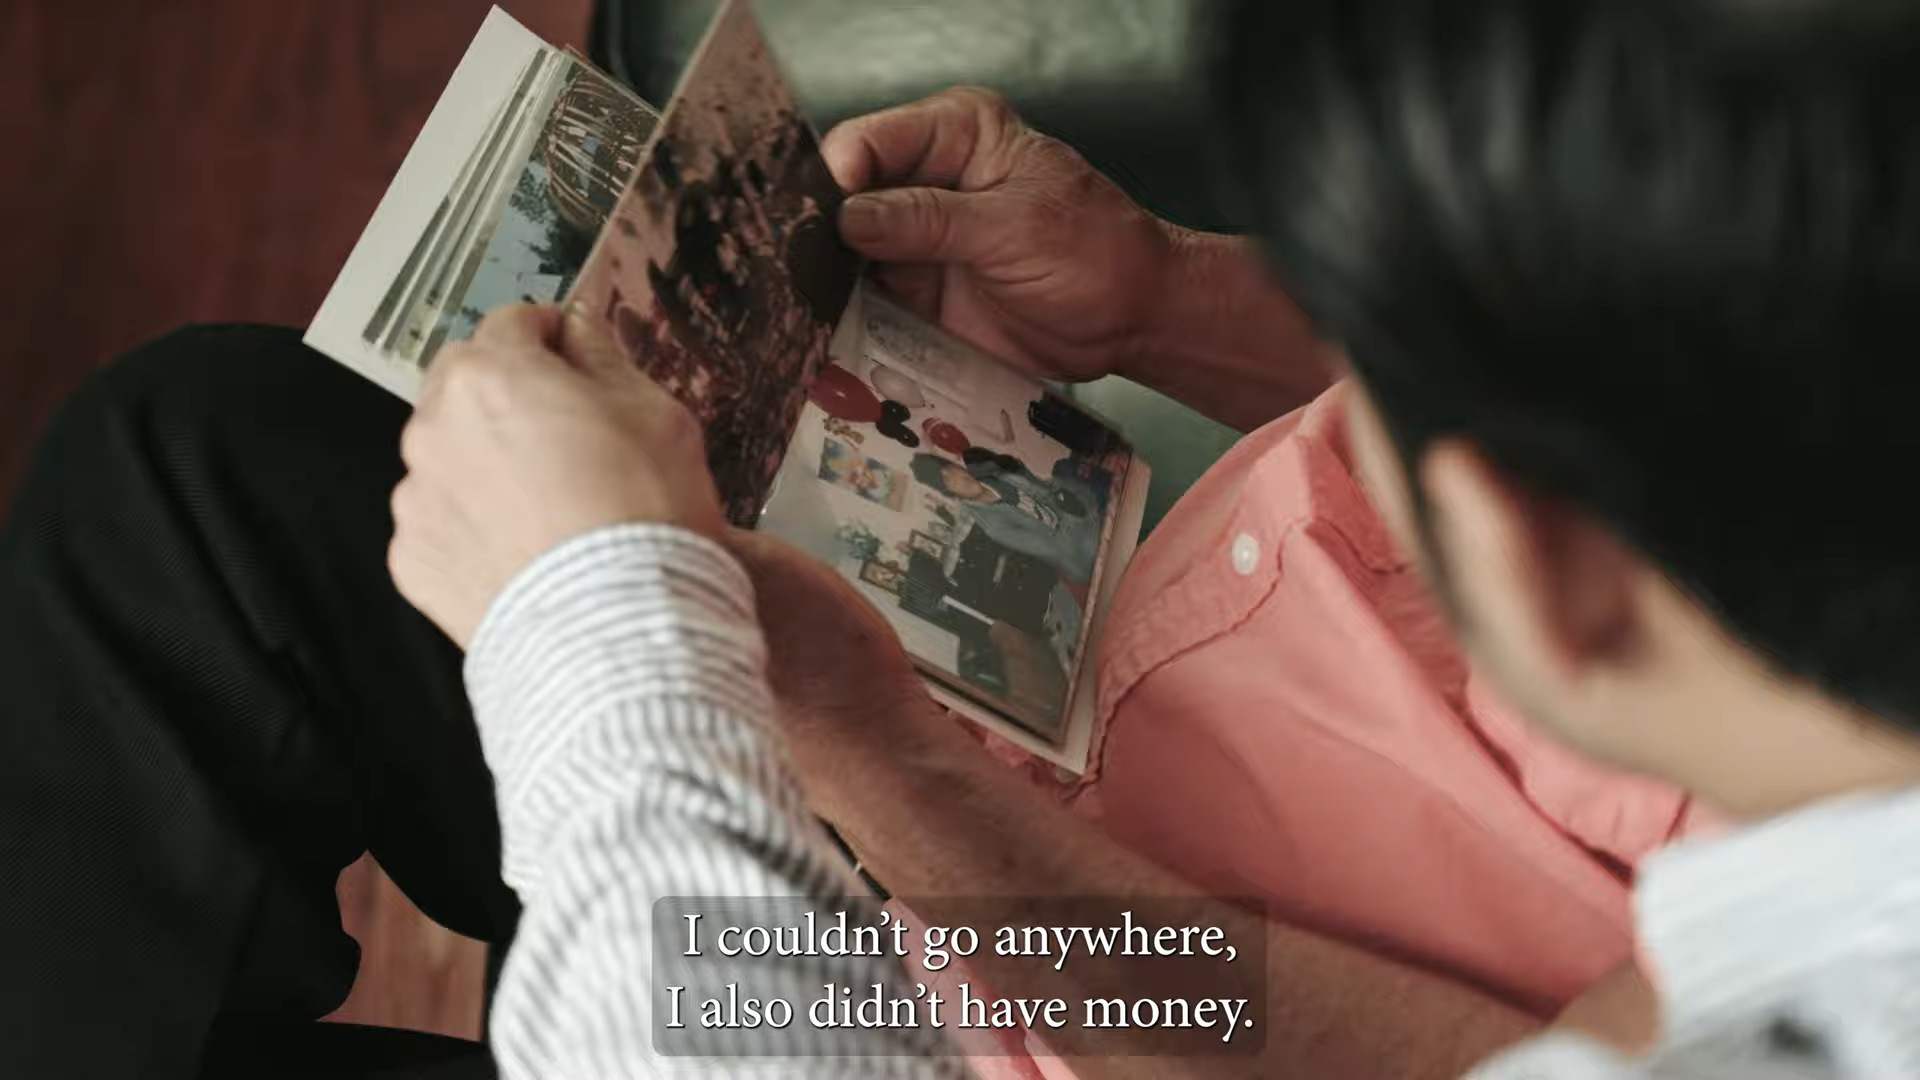 I couldn’t go anywhere,
I also didn’t have money.